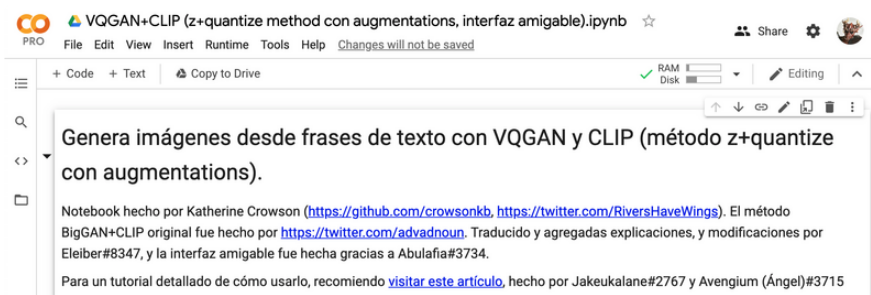 CO
PRO
VQGAN+CLIP (z+quantize method con augmentations, interfaz amigable).ipynb
Share
File Edit View Insert Runtime Tools Help Changes will not be saved
+ Code + Text Copy to Drive
RAM
Disk
Editing
Genera imágenes desde frases de texto con VQGAN y CLIP (método z+quantize
con augmentations).
Notebook hecho por Katherine Crowson (https://github.com/crowsonkb, https://twitter.com/RiversHaveWings). El método
BigGAN+CLIP original fue hecho por https://twitter.com/advadnoun. Traducido y agregadas explicaciones, y modificaciones por
Eleiber#8347, y la interfaz amigable fue hecha gracias a Abulafia#3734.
Para un tutorial detallado de cómo usarlo, recomiendo visitar este artículo, hecho por Jakeukalane#2767 y Avengium (Ángel)#3715